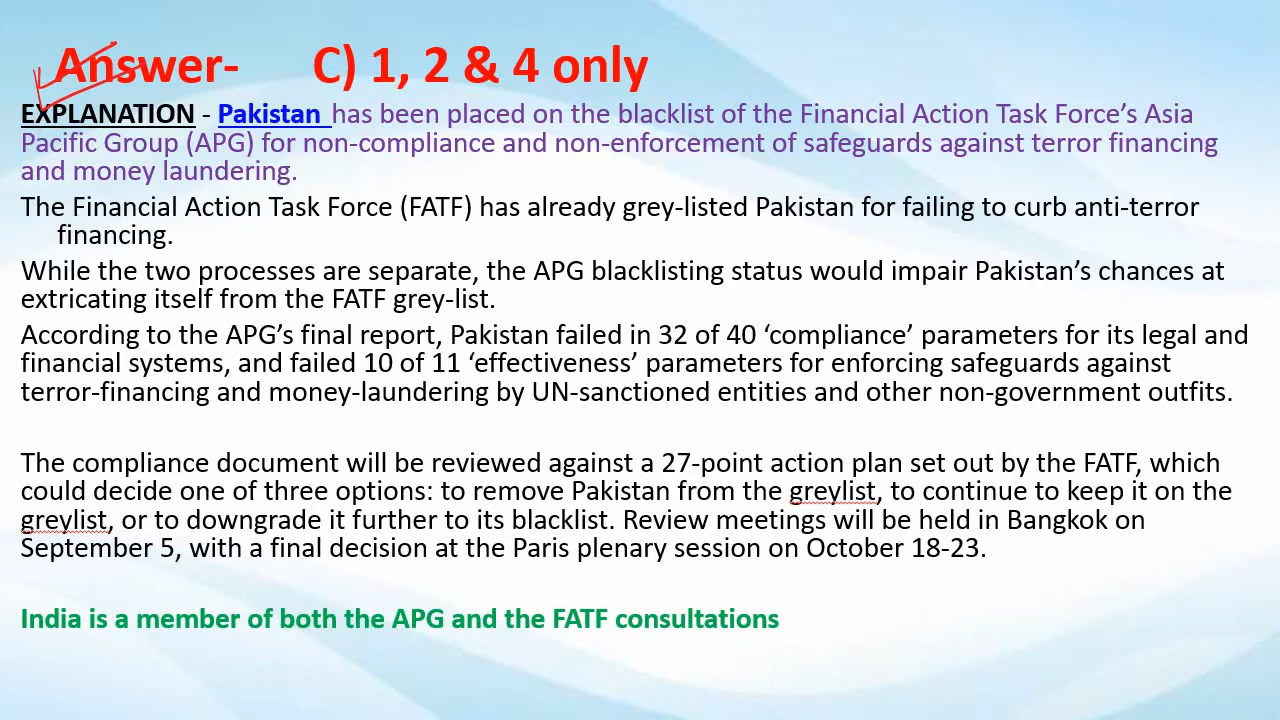 Answer- C) 1, 2 & 4 only
EXPLANATION - Pakistan has been placed on the blacklist of the Financial Action Task Force’s Asia
Pacific Group (APG) for non-compliance and non-enforcement of safeguards against terror financing
and money laundering.
The Financial Action Task Force (FATF) has already grey-listed Pakistan for failing to curb anti-terror
financing.
While the two processes are separate, the APG blacklisting status would impair Pakistan’s chances at
extricating itself from the FATF grey-list.
According to the APG’s final report, Pakistan failed in 32 of 40 ‘compliance’ parameters for its legal and
financial systems, and failed 10 of 11 ‘effectiveness’ parameters for enforcing safeguards against
terror-financing and money-laundering by UN-sanctioned entities and other non-government outfits.
The compliance document will be reviewed against a 27-point action plan set out by the FATF, which
could decide one of three options: to remove Pakistan from the greylist, to continue to keep it on the
greylist, or to downgrade it further to its blacklist. Review meetings will be held in Bangkok on
September 5, with a final decision at the Paris plenary session on October 18-23.
India is a member of both the APG and the FATF consultations